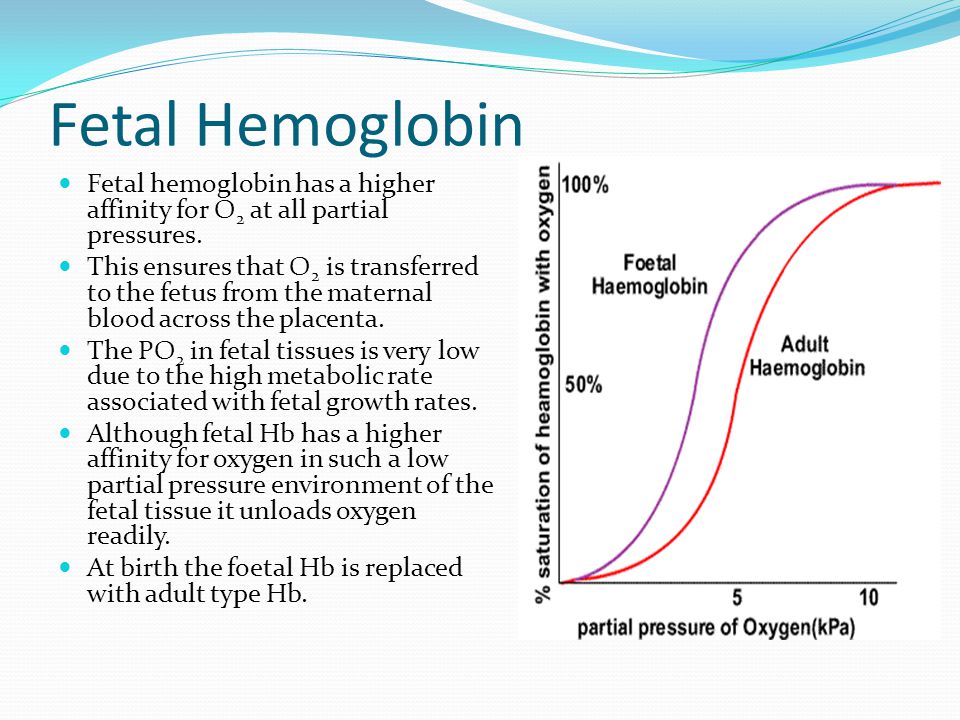 Fetal Hemoglobin
Fetal hemoglobin has a higher
affinity for O₂ at all partial
pressures.
This ensures that O₂ is transferred
to the fetus from the maternal
blood across the placenta.
The PO₂ in fetal tissues is very low
due to the high metabolic rate
associated with fetal growth rates.
Although fetal Hb has a higher
affinity for oxygen in such a low
partial pressure environment of the
fetal tissue it unloads oxygen
readily.
At birth the foetal Hb is replaced
with adult type Hb.
% saturation of heamoglobin with oxygen
100%
50%
Foetal
Haemoglobin
Adult
Haemoglobin
5
10
partial pressure of Oxygen(kPa)